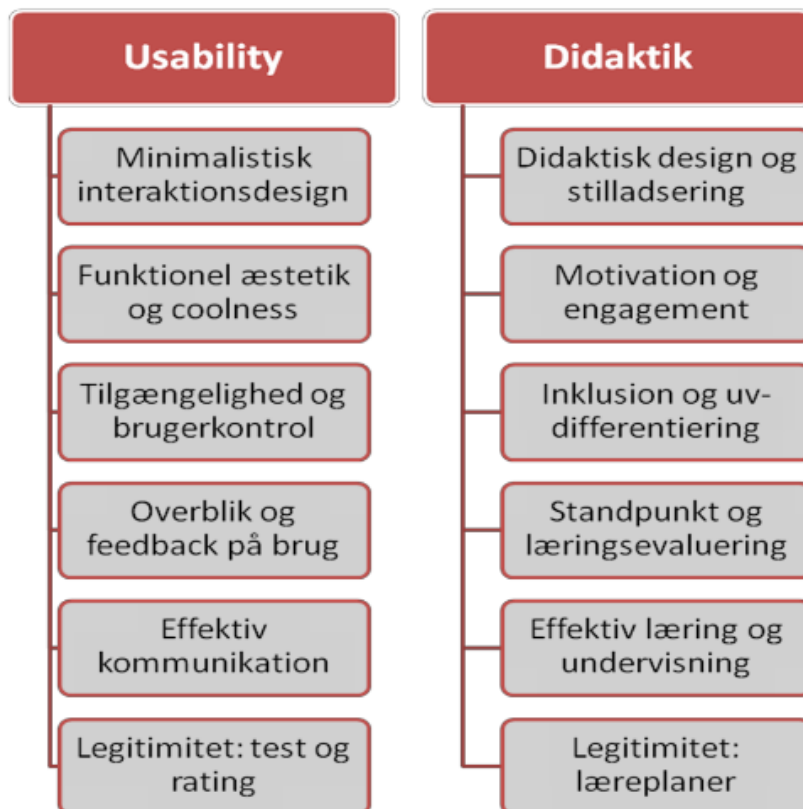 Usability
Minimalistisk
interaktionsdesign
Funktionel æstetik
og coolness
Tilgængelighed og
brugerkontrol
Overblik og
feedback på brug
Effektiv
kommunikation
Legitimitet: test og
rating
Didaktik
Didaktisk design og
stilladsering
Motivation og
engagement
Inklusion og uv-
differentiering
Standpunkt og
læringsevaluering
Effektiv læring og
undervisning
Legitimitet:
læreplaner